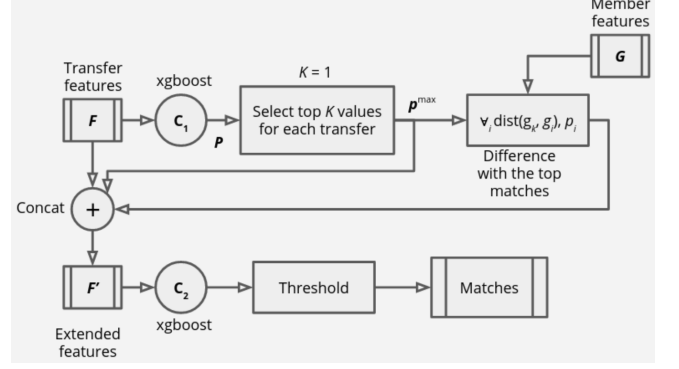 Member
features
G
Transfer
features
xgboost
K = 1
F
C₁
P
Select top K values
for each transfer
pᵐᵃˣ
∀ᵢdist(gₖ, gᵢ), pᵢ
Difference
with the top
matches
Concat
+
F'
C₂
Threshold
Matches
xgboost
Extended
features